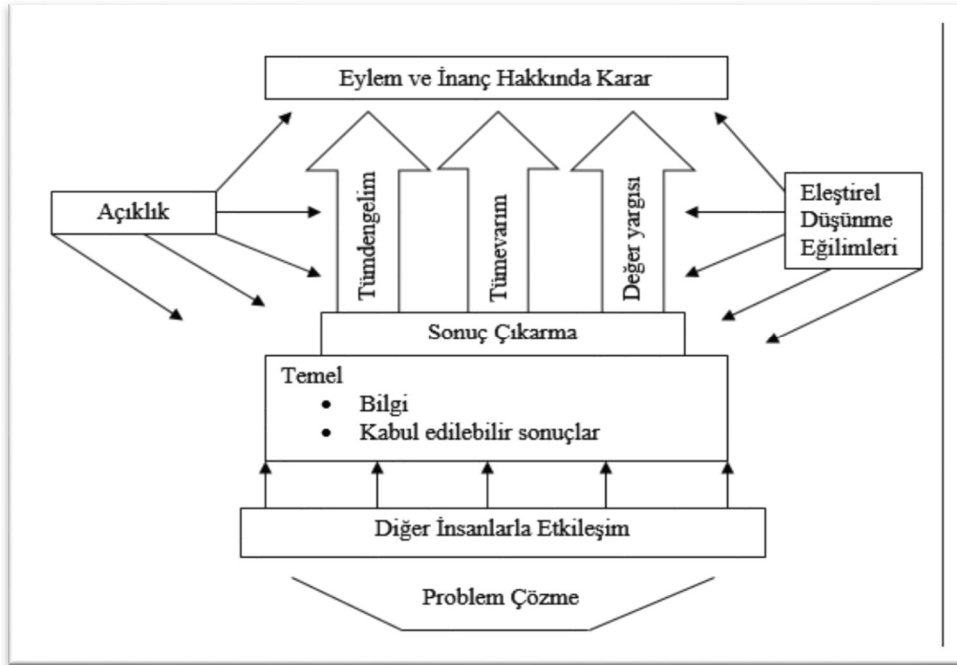 Eylem ve İnanç Hakkında Karar
Açıklık
Tümdengelim
Tümevarım
Değer yargısı
Eleştirel
Düşünme
Eğilimleri
Sonuç Çıkarma
Temel
• Bilgi
• Kabul edilebilir sonuçlar
Diğer İnsanlarla Etkileşim
Problem Çözme